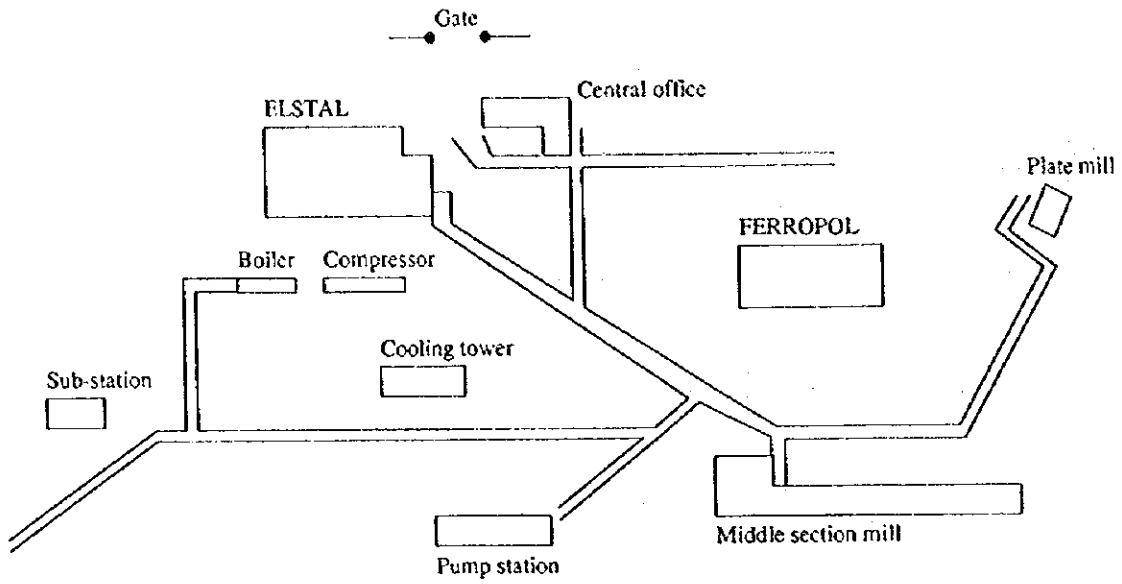 Gate
Central office
ELSTAL
Plate mill
FERROPOL
Boiler
Compressor
Cooling tower
Sub-station
Middle section mill
Pump station